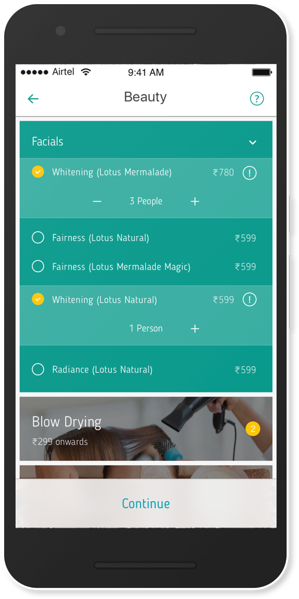 Airtel 9:41 AM
Beauty
?
Facials
Whitening (Lotus Mermalade) ₹780 !
− 3 People +
Fairness (Lotus Natural) ₹599
Fairness (Lotus Mermalade Magic) ₹599
Whitening (Lotus Natural) ₹599 !
1 Person +
Radiance (Lotus Natural) ₹599
Blow Drying
₹299 onwards
2
Continue